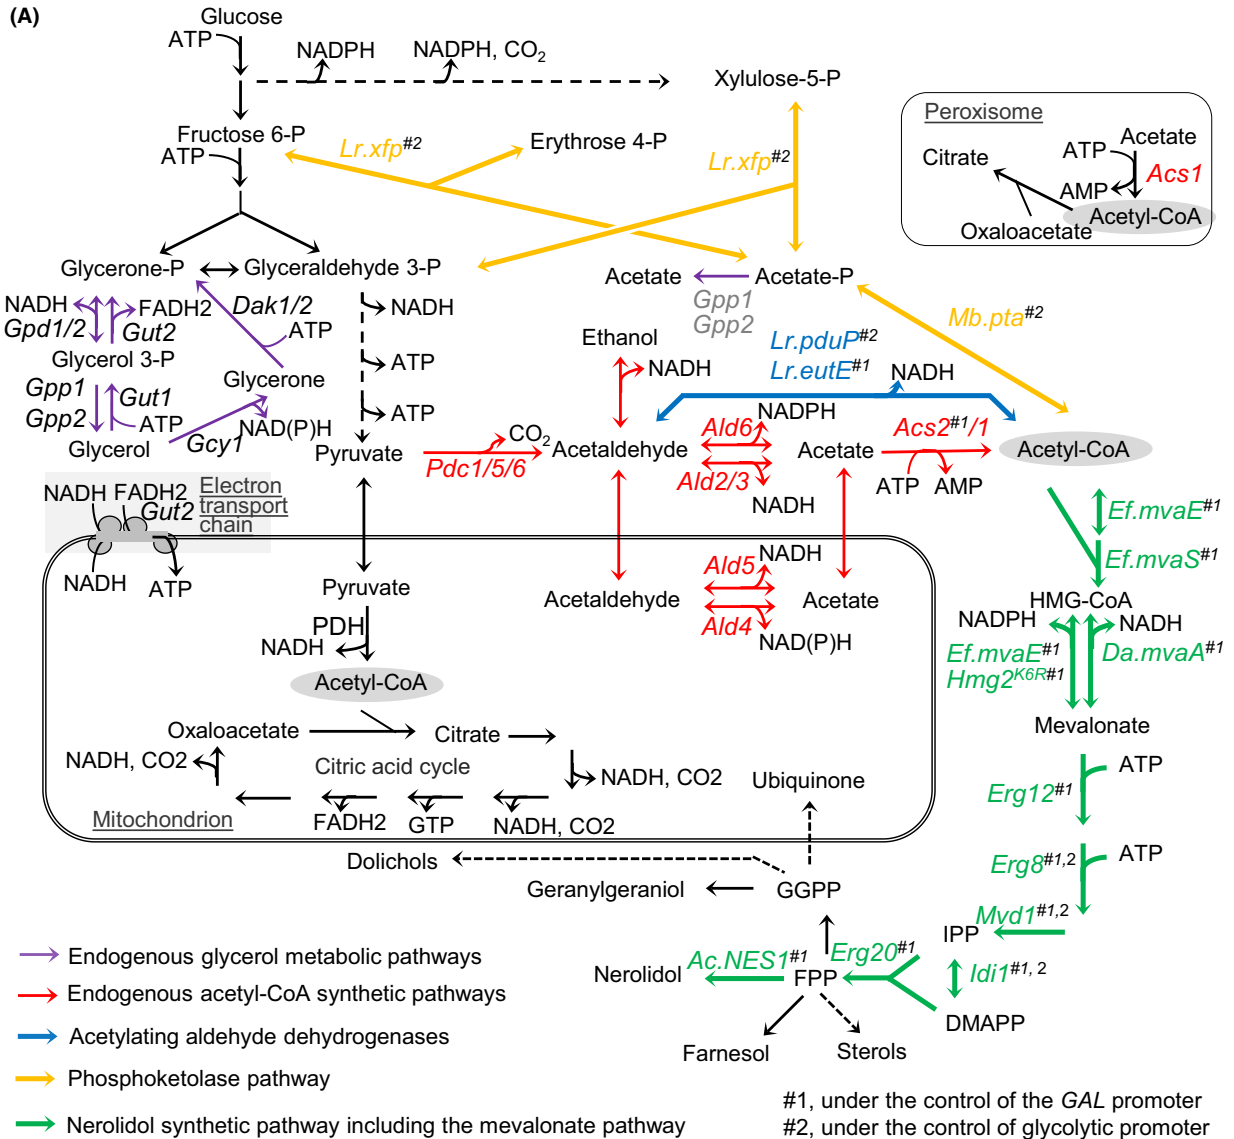 (A)
Glucose
ATP
NADPH
NADPH, CO2
Xylulose-5-P
Fructose 6-P
ATP
Lr.xfp#2
Erythrose 4-P
Lr.xfp#2
Peroxisome
Acetate
Citrate
ATP
Acs1
AMP
Acetyl-CoA
Oxaloacetate
Glycerone-P
Glyceraldehyde 3-P
Acetate
Acetate-P
Gpp1
Gpp2
NADH
FADH2
Dak1/2
NADH
Gpd1/2
Gut2
ATP
Mb.pta#2
Ethanol
Lr.pduP#2
Lr.eutE#1
Glycerol 3-P
ATP
NADH
NADH
Gpp1
Gpp2
Gut1
ATP
Glycerone
ATP
NADPH
Glycerol
Gcy1
NAD(P)H
Pyruvate
CO2
Pdc1/5/6
Acetaldehyde
Ald6
Ald2/3
NADH
Acetate
Acs2#1/1
ATP
AMP
Acetyl-CoA
NADH
FADH2
Gut2
Electron
transport
chain
NADH
ATP
Ef.mvaE#1
Ef.mvaS#1
Pyruvate
PDH
NADH
Acetyl-CoA
Acetaldehyde
Ald5
NADH
Ald4
NAD(P)H
Acetate
HMG-CoA
NADPH
NADH
Ef.mvaE#1
Hmg2K6R#1
Da.mvaA#1
Mevalonate
Oxaloacetate
Citrate
NADH, CO2
Citric acid cycle
NADH, CO2
FADH2
GTP
NADH, CO2
Mitochondrion
Ubiquinone
ATP
Erg12#1
Dolichols
Geranylgeraniol
GGPP
Erg8#1,2
ATP
Mvd1#1,2
IPP
Idi1#1, 2
DMAPP
Erg20#1
FPP
Ac.NES1#1
Nerolidol
Farnesol
Sterols
Endogenous glycerol metabolic pathways
Endogenous acetyl-CoA synthetic pathways
Acetylating aldehyde dehydrogenases
Phosphoketolase pathway
Nerolidol synthetic pathway including the mevalonate pathway
#1, under the control of the GAL promoter
#2, under the control of glycolytic promoter